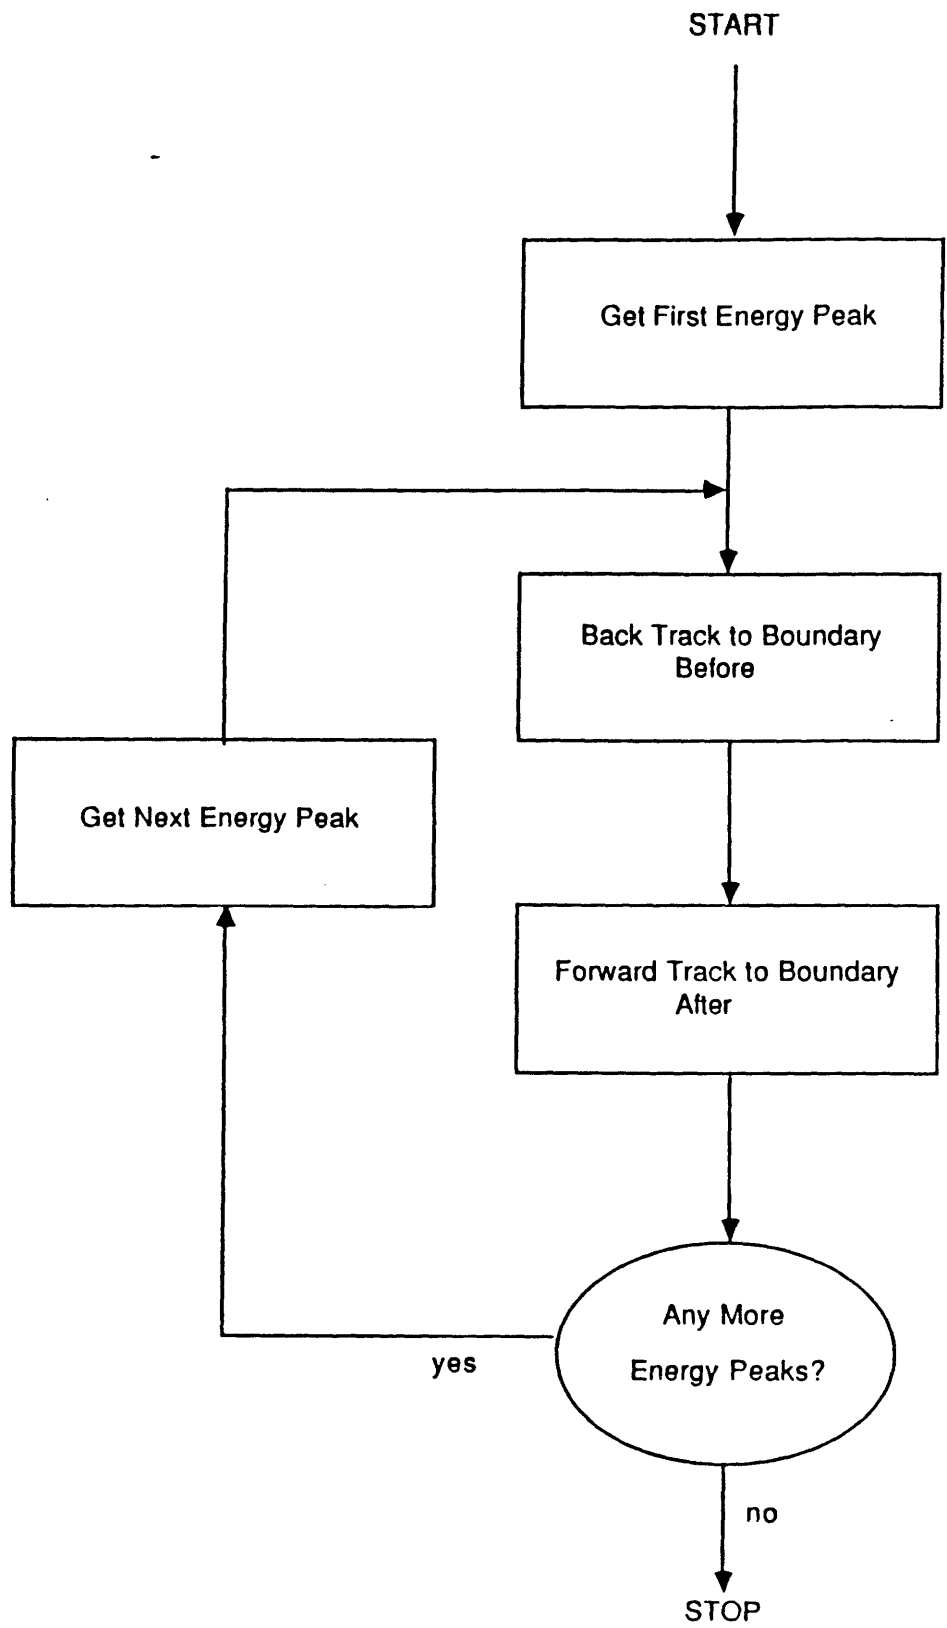 START
Get First Energy Peak
Back Track to Boundary
Before
Get Next Energy Peak
Forward Track to Boundary
After
Any More
Energy Peaks?
yes
no
STOP